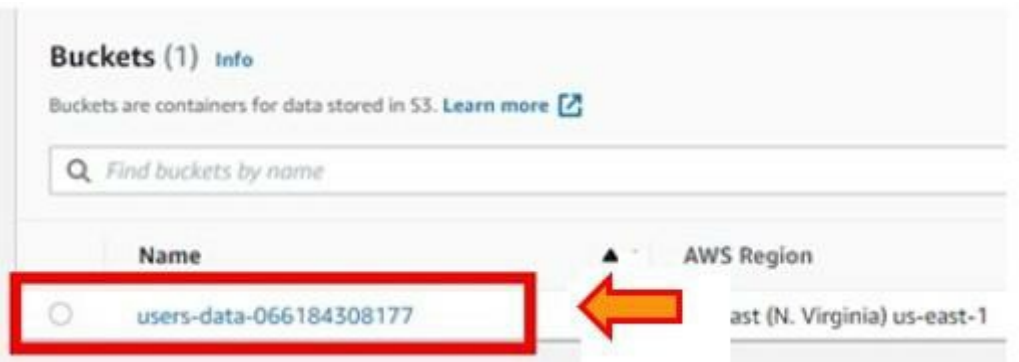 Buckets (1) Info
Buckets are containers for data stored in S3. Learn more
Find buckets by name
Name AWS Region
users-data-066184308177 ast (N. Virginia) us-east-1